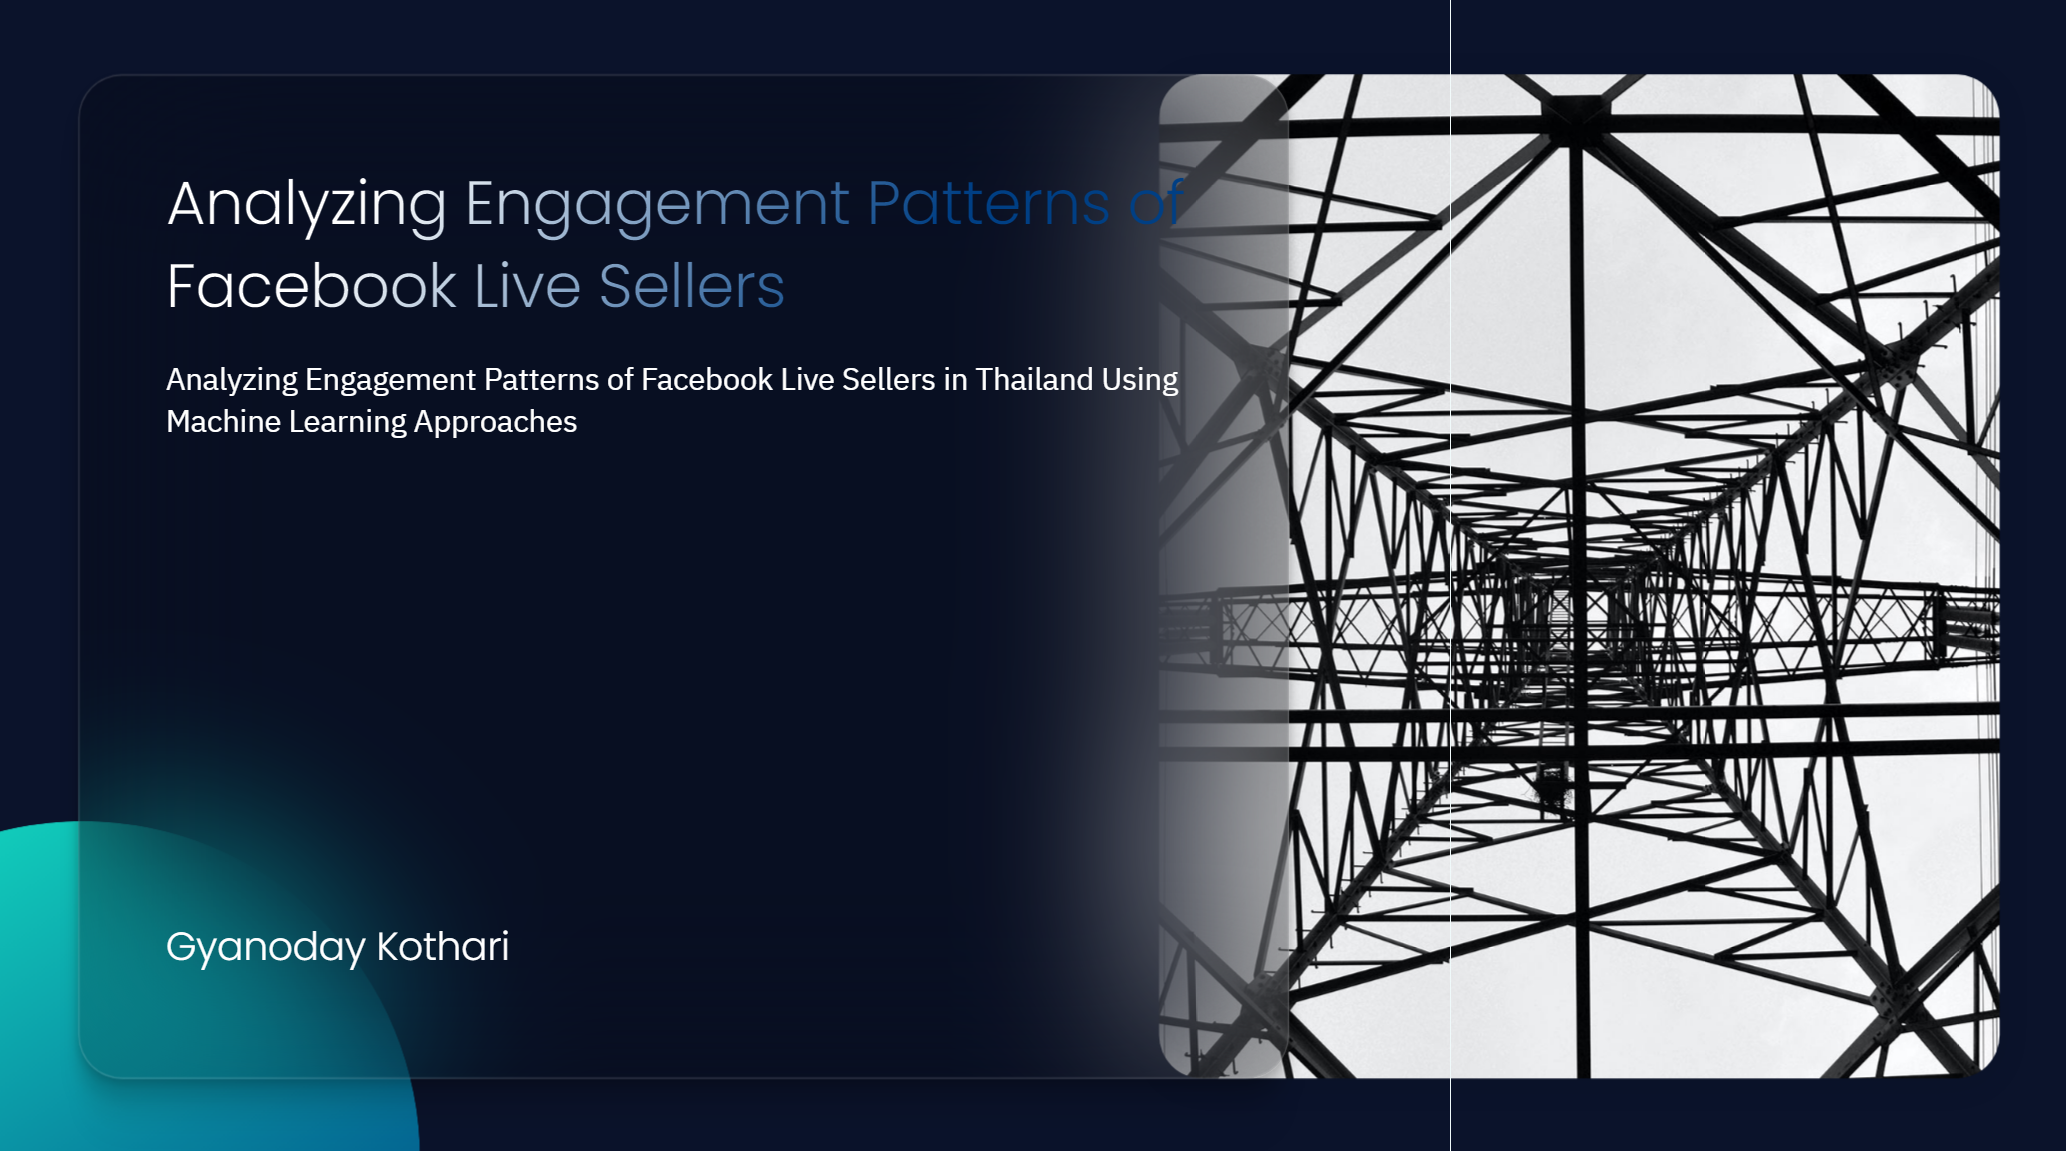 Analyzing Engagement Patterns of
Facebook Live Sellers
Analyzing Engagement Patterns of Facebook Live Sellers in Thailand Using
Machine Learning Approaches
Gyanoday Kothari